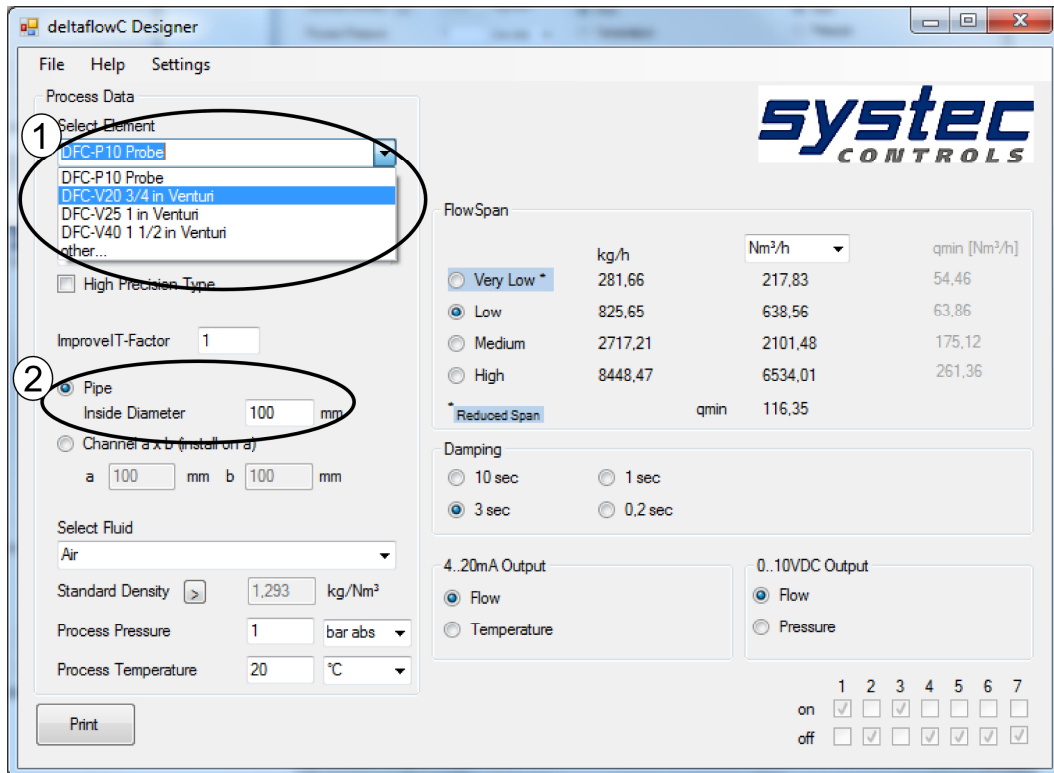 deltaflowC Designer
File Help Settings
Process Data
1
Select Element
DFC-P10 Probe
DFC-P10 Probe
DFC-V20 3/4 in Venturi
DFC-V25 1 in Venturi
DFC-V40 1 1/2 in Venturi
other...
High Precision Type
ImproveIT-Factor 1
2
Pipe
Inside Diameter 100 mm
Channel a x b (install on a)
a 100 mm b 100 mm
Select Fluid
Air
Standard Density > 1,293 kg/Nm³
Process Pressure 1 bar abs
Process Temperature 20 °C
Print
systec
CONTROLS
FlowSpan
kg/h Nm³/h qmin [Nm³/h]
Very Low * 281,66 217,83 54,46
Low 825,65 638,56 63,86
Medium 2717,21 2101,48 175,12
High 8448,47 6534,01 261,36
* Reduced Span qmin 116,35
Damping
10 sec 1 sec
3 sec 0,2 sec
4..20mA Output
Flow
Temperature
0..10VDC Output
Flow
Pressure
1 2 3 4 5 6 7
on
off